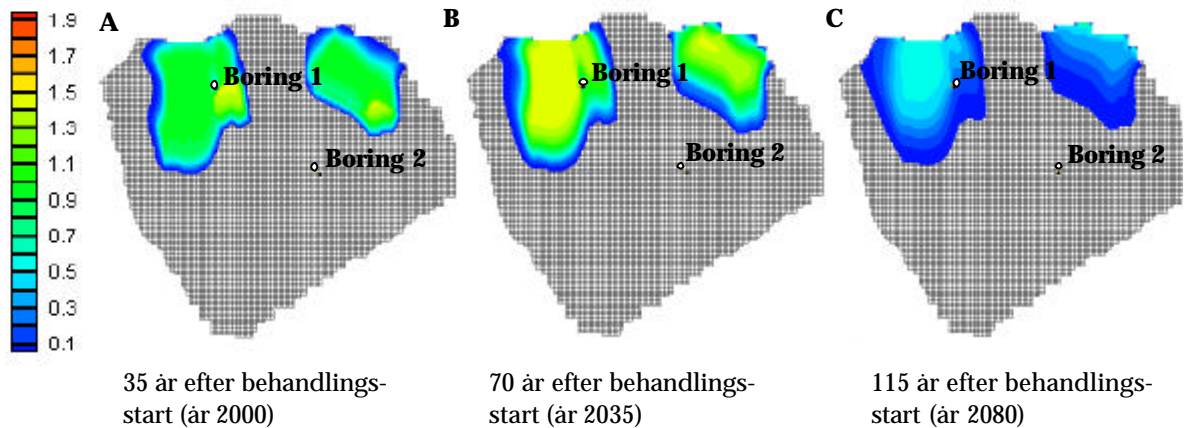 A
B
C
1.9
1.7
1.5
1.3
1.1
0.9
0.7
0.5
0.3
0.1
Boring 1
Boring 2
Boring 1
Boring 2
Boring 1
Boring 2
35 år efter behandlings-
start (år 2000)
70 år efter behandlings-
start (år 2035)
115 år efter behandlings-
start (år 2080)